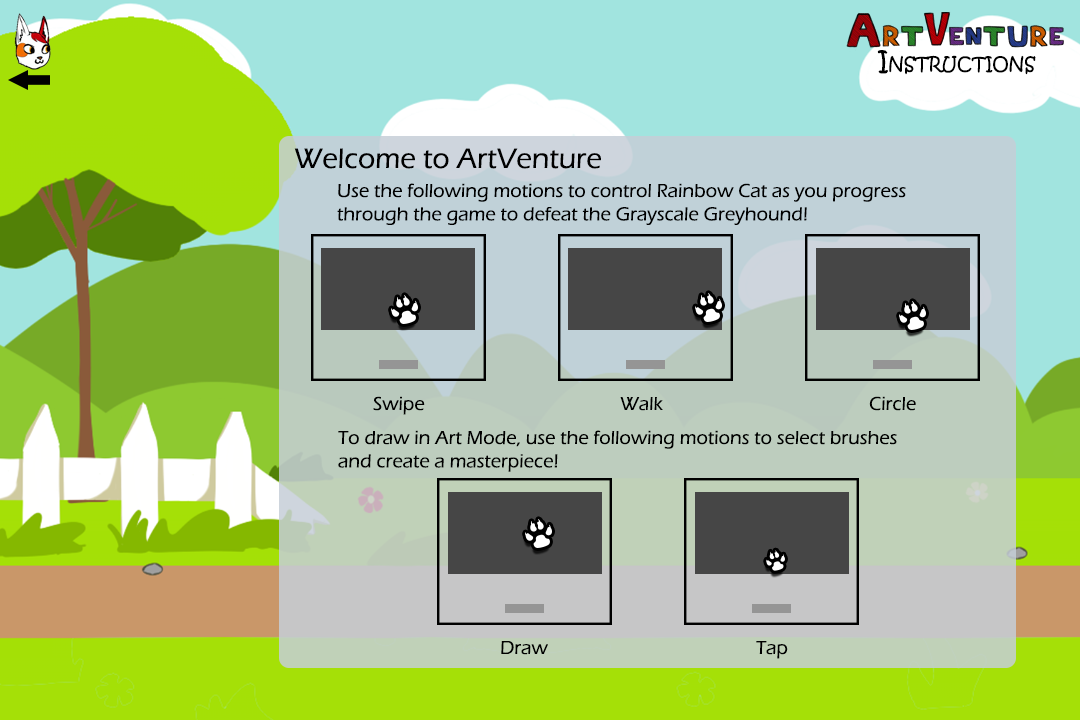 ArtVenture
Instructions
Welcome to ArtVenture
Use the following motions to control Rainbow Cat as you progress
through the game to defeat the Grayscale Greyhound!
Swipe
Walk
Circle
To draw in Art Mode, use the following motions to select brushes
and create a masterpiece!
Draw
Tap